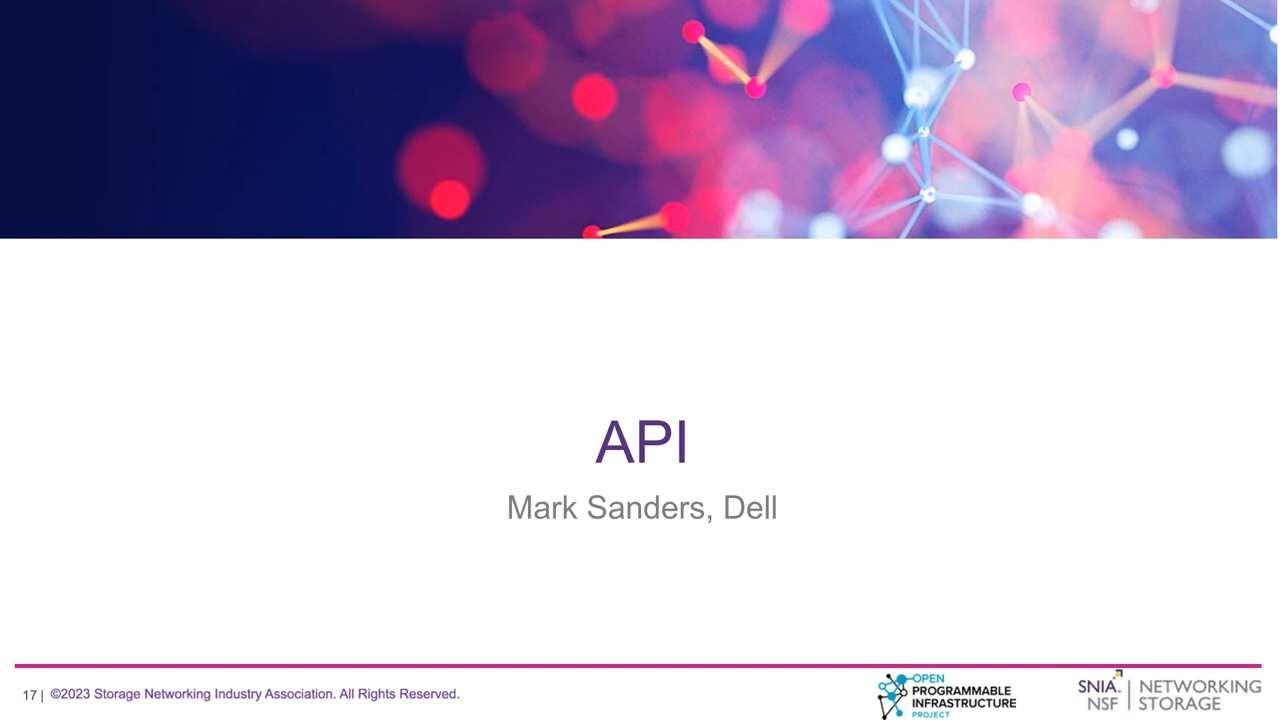 API
Mark Sanders, Dell
17 | ©2023 Storage Networking Industry Association. All Rights Reserved.
OPEN
PROGRAMMABLE
INFRASTRUCTURE
PROJECT
SNIA. | NETWORKING
NSF | STORAGE